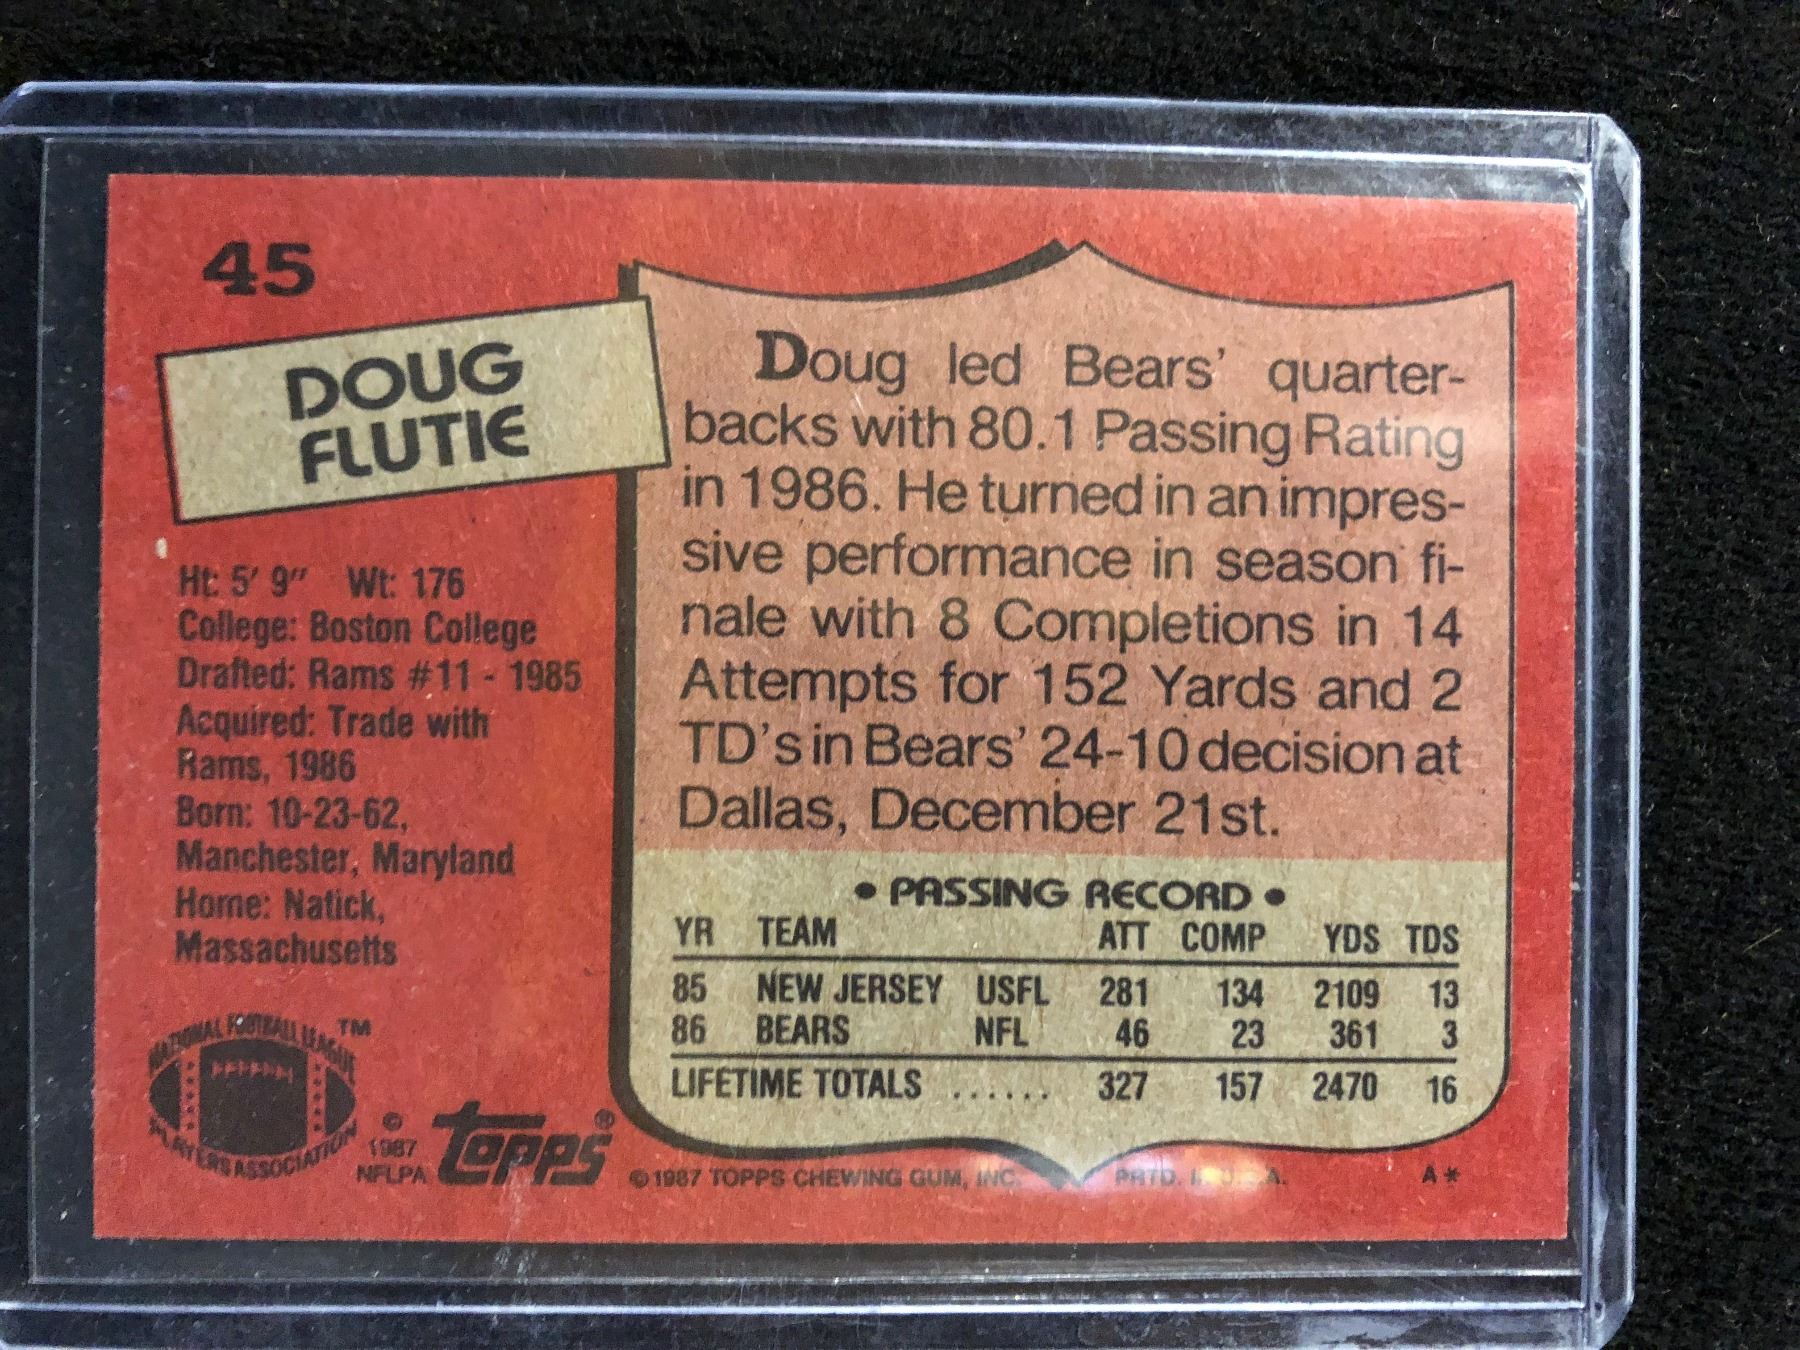 45
DOUG
FLUTIE
Ht: 5' 9" Wt: 176
College: Boston College
Drafted: Rams #11 - 1985
Acquired: Trade with
Rams, 1986
Born: 10-23-62,
Manchester, Maryland
Home: Natick,
Massachusetts
NATIONAL FOOTBALL LEAGUE TM
PLAYERS ASSOCIATION
©
1987
NFLPA
Topps®
Doug led Bears' quarter-
backs with 80.1 Passing Rating
in 1986. He turned in an impres-
sive performance in season fi-
nale with 8 Completions in 14
Attempts for 152 Yards and 2
TD's in Bears' 24-10 decision at
Dallas, December 21st.
• PASSING RECORD •
YR TEAM ATT COMP YDS TDS
85 NEW JERSEY USFL 281 134 2109 13
86 BEARS NFL 46 23 361 3
LIFETIME TOTALS ...... 327 157 2470 16
© 1987 TOPPS CHEWING GUM, INC. PRTD. A*